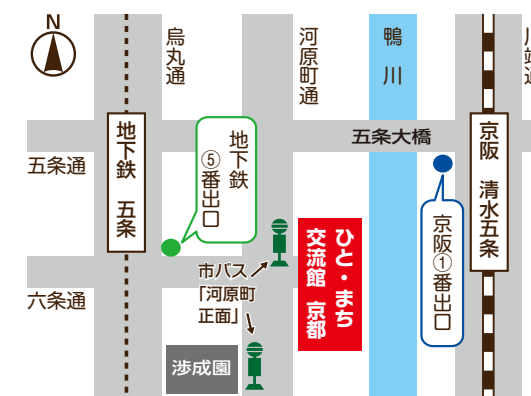 N
烏丸通
河原町通
鴨川
川端通
五条大橋
地下鉄 五条
地下鉄
⑤番出口
京阪 清水五条
五条通
京阪①番出口
ひと・まち
交流館 京都
市バス
「河原町
正面」
六条通
渉成園